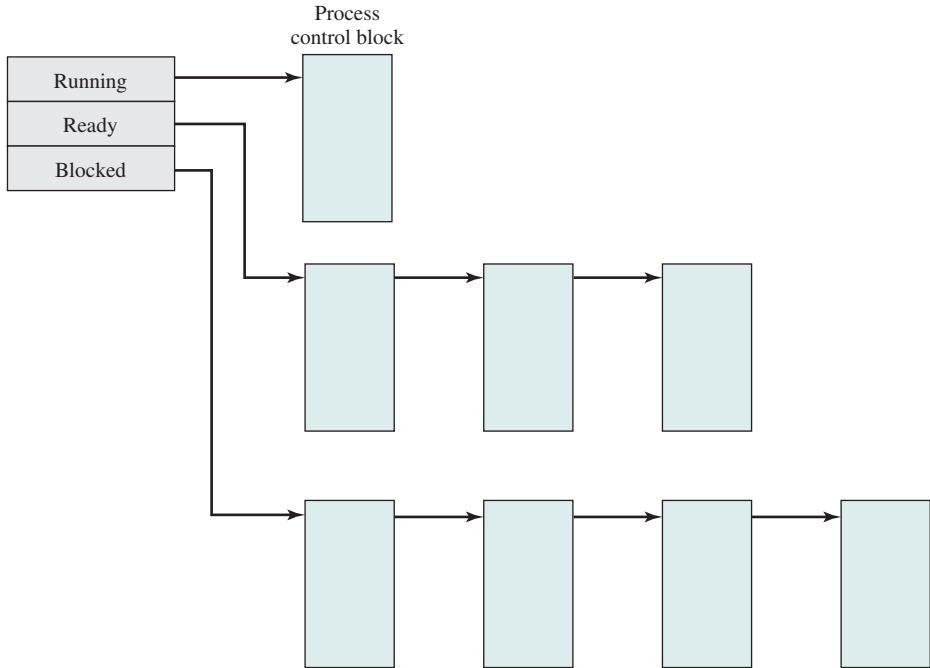 Process
control block
Running
Ready
Blocked